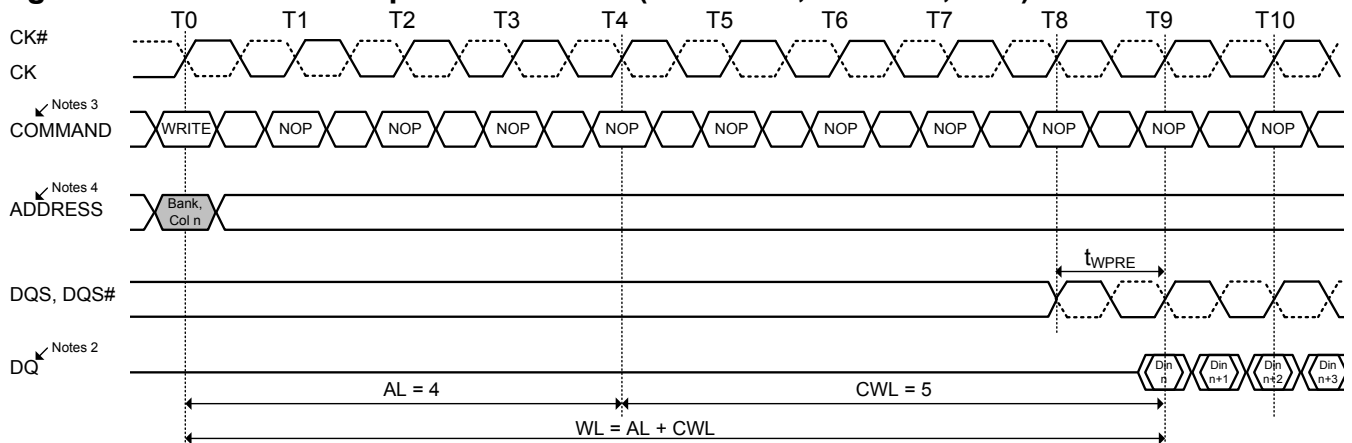 T0 T1 T2 T3 T4 T5 T6 T7 T8 T9 T10
CK#
CK
Notes 3
COMMAND WRITE NOP NOP NOP NOP NOP NOP NOP NOP NOP NOP
Notes 4
ADDRESS
Bank,
Col n
tWPRE
DQS, DQS#
Notes 2
DQ
Din n Din n+1 Din n+2 Din n+3
AL = 4 CWL = 5
WL = AL + CWL